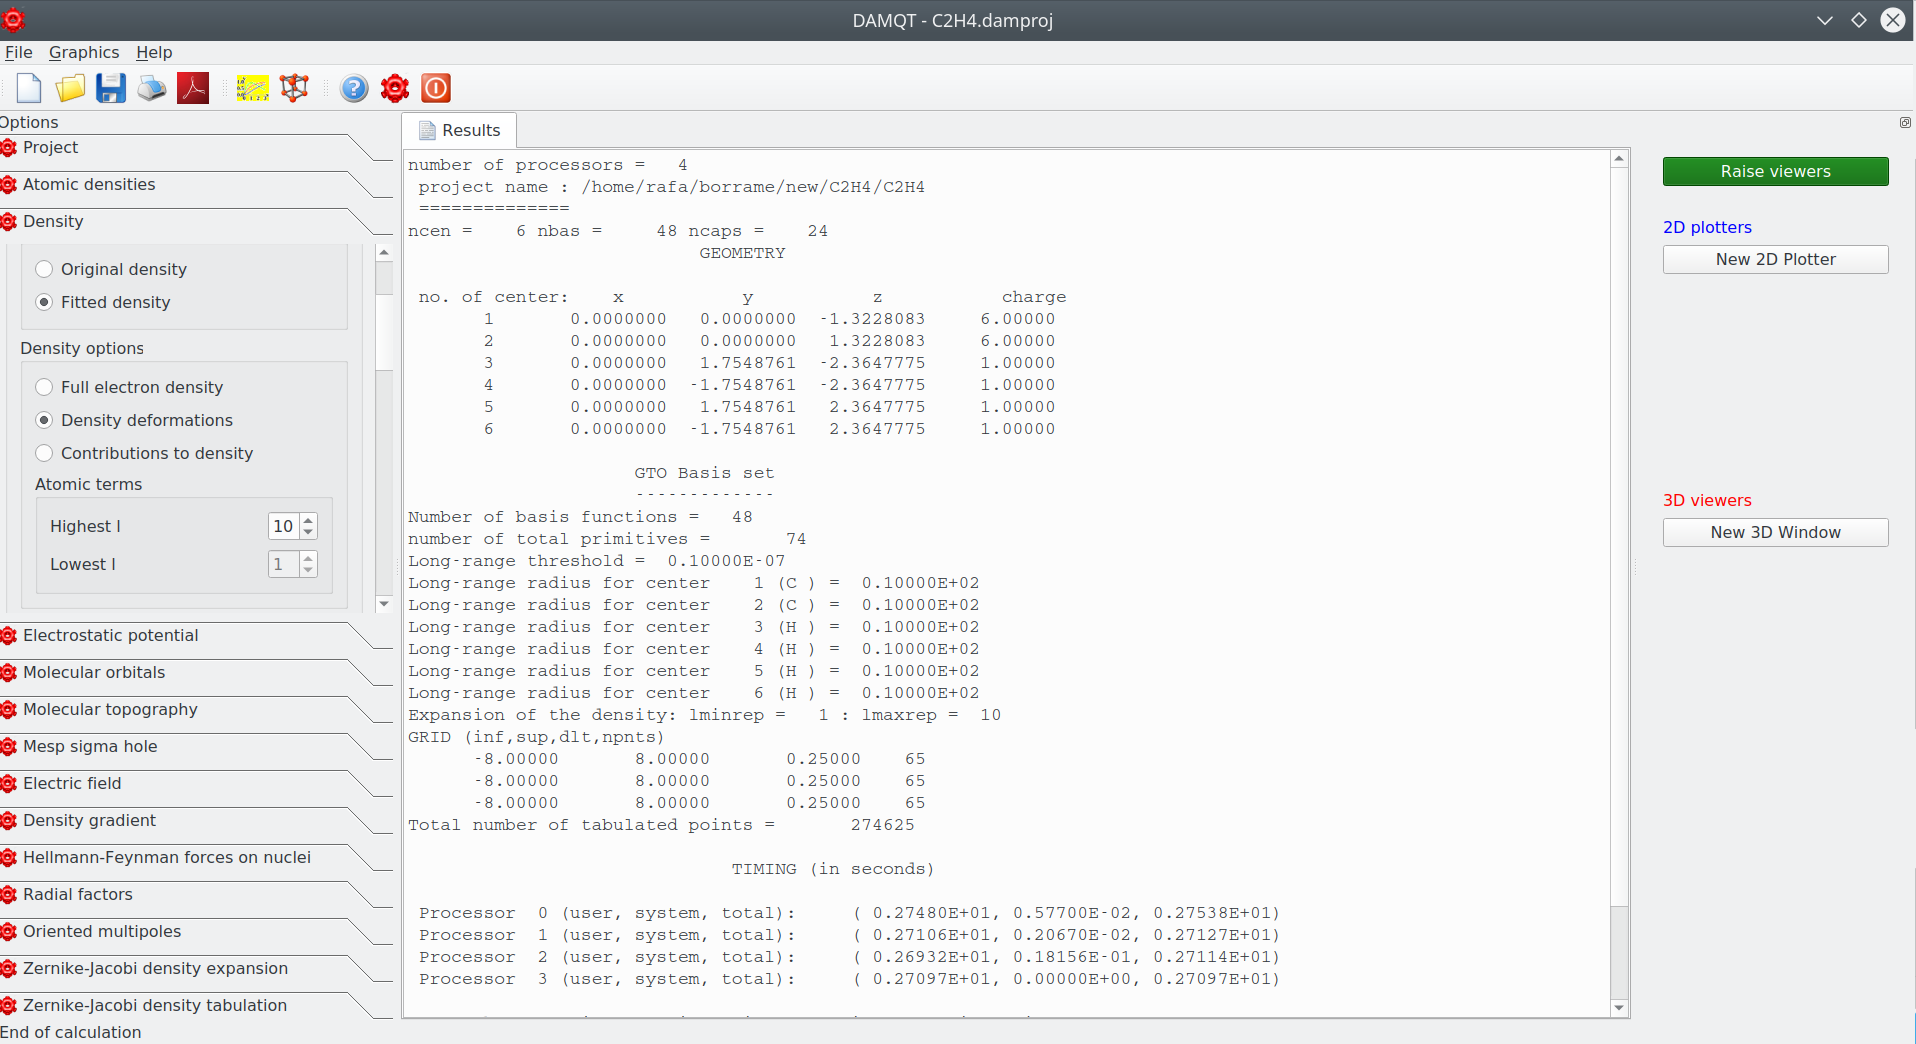 DAMQT - C2H4.damproj
File Graphics Help
Options
Project
Atomic densities
Density
Original density
Fitted density
Density options
Full electron density
Density deformations
Contributions to density
Atomic terms
Highest l 10
Lowest l 1
Electrostatic potential
Molecular orbitals
Molecular topography
Mesp sigma hole
Electric field
Density gradient
Hellmann-Feynman forces on nuclei
Radial factors
Oriented multipoles
Zernike-Jacobi density expansion
Zernike-Jacobi density tabulation
End of calculation
Results
number of processors = 4
project name : /home/rafa/borrame/new/C2H4/C2H4
==============
ncen = 6 nbas = 48 ncaps = 24
GEOMETRY
no. of center: x y z charge
1 0.0000000 0.0000000 -1.3228083 6.00000
2 0.0000000 0.0000000 1.3228083 6.00000
3 0.0000000 1.7548761 -2.3647775 1.00000
4 0.0000000 -1.7548761 -2.3647775 1.00000
5 0.0000000 1.7548761 2.3647775 1.00000
6 0.0000000 -1.7548761 2.3647775 1.00000
GTO Basis set
-------------
Number of basis functions = 48
number of total primitives = 74
Long-range threshold = 0.10000E-07
Long-range radius for center 1 (C ) = 0.10000E+02
Long-range radius for center 2 (C ) = 0.10000E+02
Long-range radius for center 3 (H ) = 0.10000E+02
Long-range radius for center 4 (H ) = 0.10000E+02
Long-range radius for center 5 (H ) = 0.10000E+02
Long-range radius for center 6 (H ) = 0.10000E+02
Expansion of the density: lminrep = 1 : lmaxrep = 10
GRID (inf,sup,dlt,npnts)
-8.00000 8.00000 0.25000 65
-8.00000 8.00000 0.25000 65
-8.00000 8.00000 0.25000 65
Total number of tabulated points = 274625
TIMING (in seconds)
Processor 0 (user, system, total): ( 0.27480E+01, 0.57700E-02, 0.27538E+01)
Processor 1 (user, system, total): ( 0.27106E+01, 0.20670E-02, 0.27127E+01)
Processor 2 (user, system, total): ( 0.26932E+01, 0.18156E-01, 0.27114E+01)
Processor 3 (user, system, total): ( 0.27097E+01, 0.00000E+00, 0.27097E+01)
Raise viewers
2D plotters
New 2D Plotter
3D viewers
New 3D Window